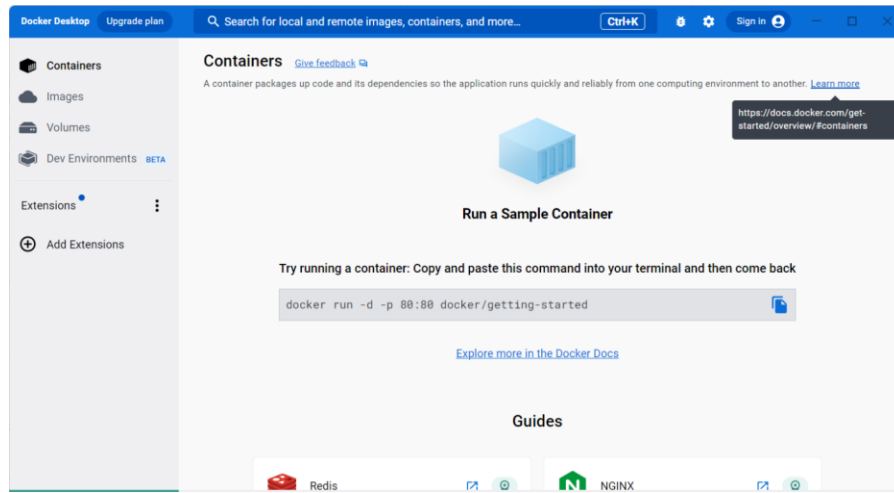 Docker Desktop Upgrade plan Search for local and remote images, containers, and more... Ctrl+K Sign in
Containers
Images
Volumes
Dev Environments BETA
Extensions
Add Extensions
Containers Give feedback
A container packages up code and its dependencies so the application runs quickly and reliably from one computing environment to another. Learn more
https://docs.docker.com/get-
started/overview/#containers
Run a Sample Container
Try running a container: Copy and paste this command into your terminal and then come back
docker run -d -p 80:80 docker/getting-started
Explore more in the Docker Docs
Guides
Redis NGINX